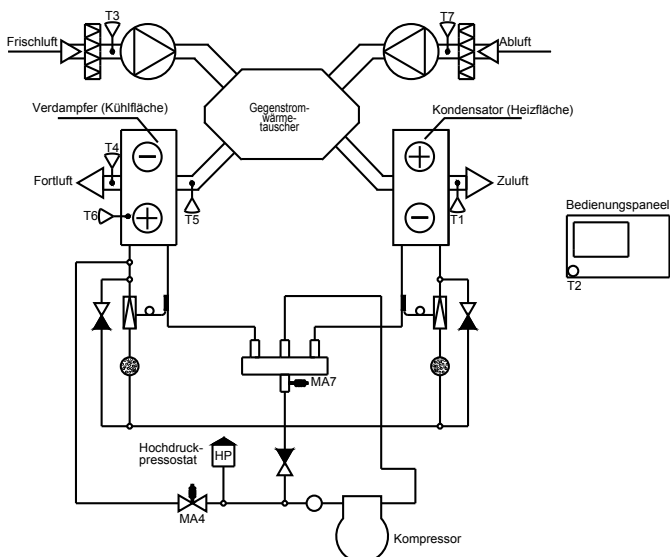 T3
T7
Frischluft
Abluft
Verdampfer (Kühlfläche)
Gegenstrom-
wärme-
tauscher
Kondensator (Heizfläche)
T4
Fortluft
Zuluft
T6
T5
T1
Bedienungspaneel
T2
MA7
Hochdruck-
pressostat
HP
MA4
Kompressor